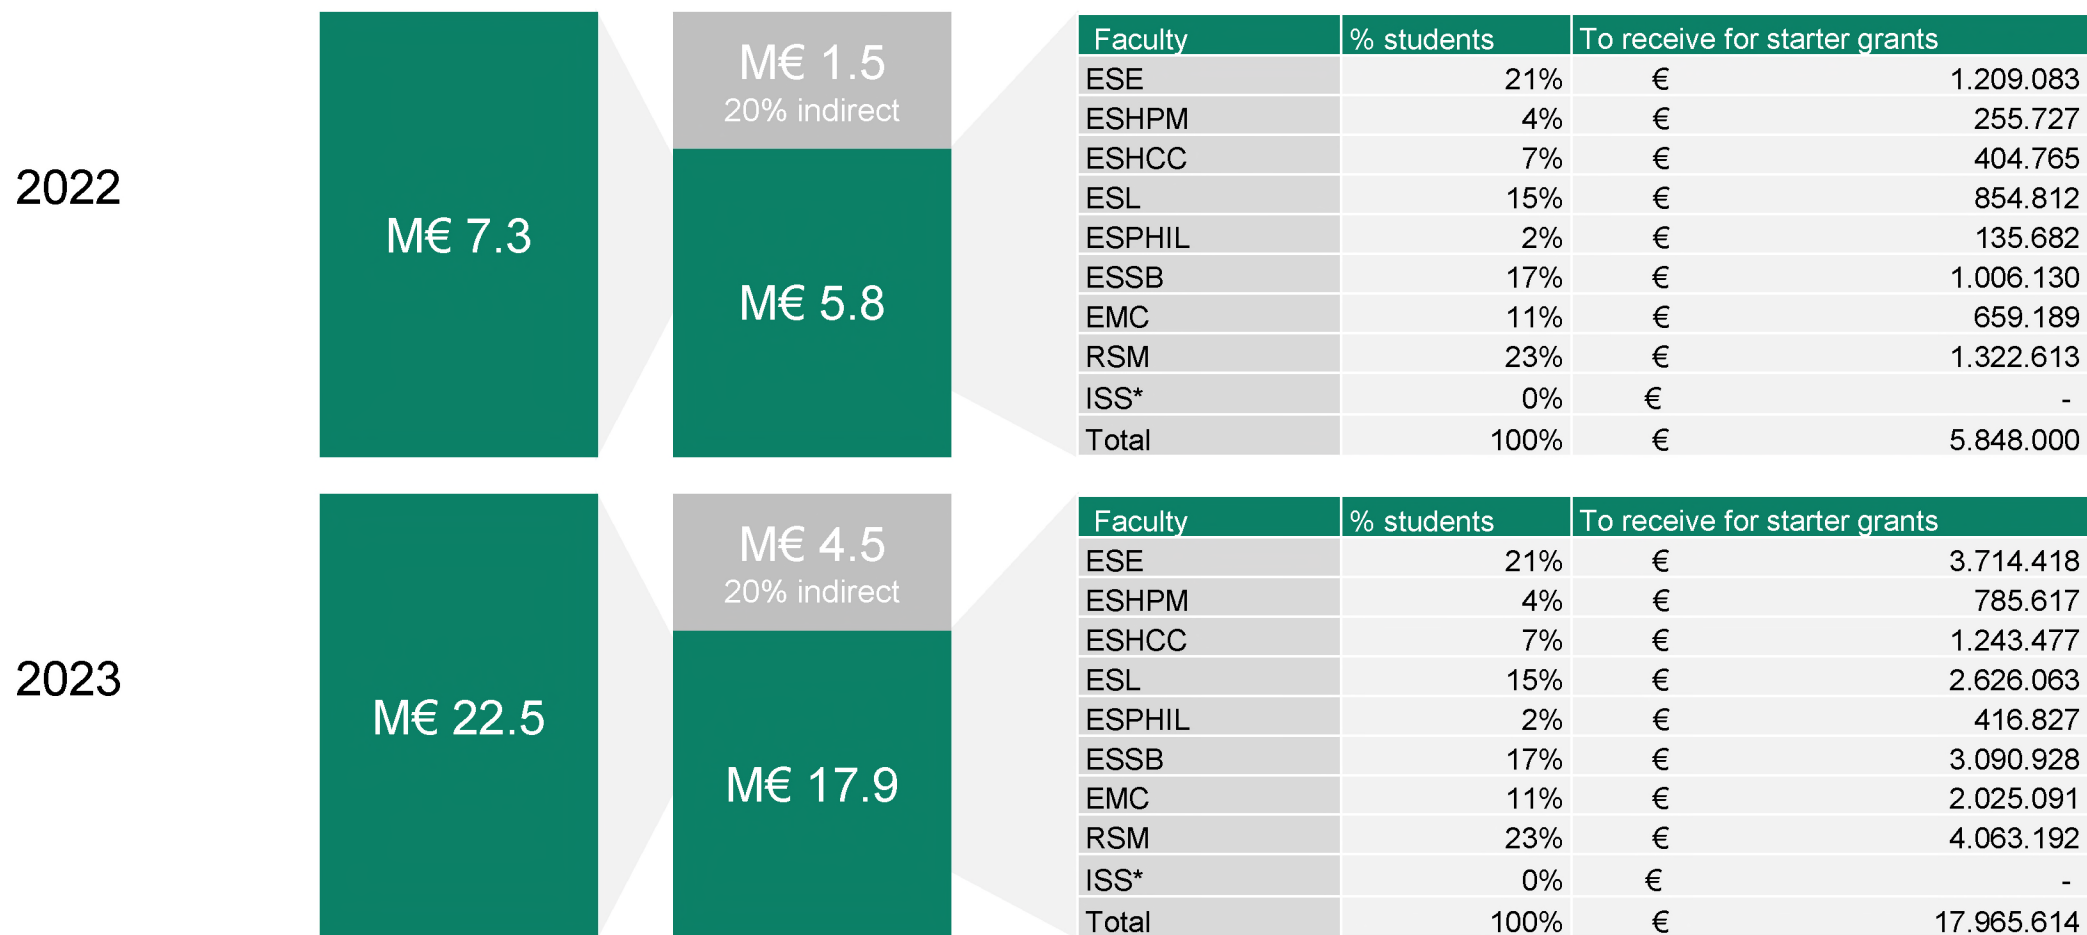 2022
M€ 7.3
M€ 1.5
20% indirect
M€ 5.8
Faculty % students To receive for starter grants
ESE 21% € 1.209.083
ESHPM 4% € 255.727
ESHCC 7% € 404.765
ESL 15% € 854.812
ESPHIL 2% € 135.682
ESSB 17% € 1.006.130
EMC 11% € 659.189
RSM 23% € 1.322.613
ISS* 0% € -
Total 100% € 5.848.000
2023
M€ 22.5
M€ 4.5
20% indirect
M€ 17.9
Faculty % students To receive for starter grants
ESE 21% € 3.714.418
ESHPM 4% € 785.617
ESHCC 7% € 1.243.477
ESL 15% € 2.626.063
ESPHIL 2% € 416.827
ESSB 17% € 3.090.928
EMC 11% € 2.025.091
RSM 23% € 4.063.192
ISS* 0% € -
Total 100% € 17.965.614